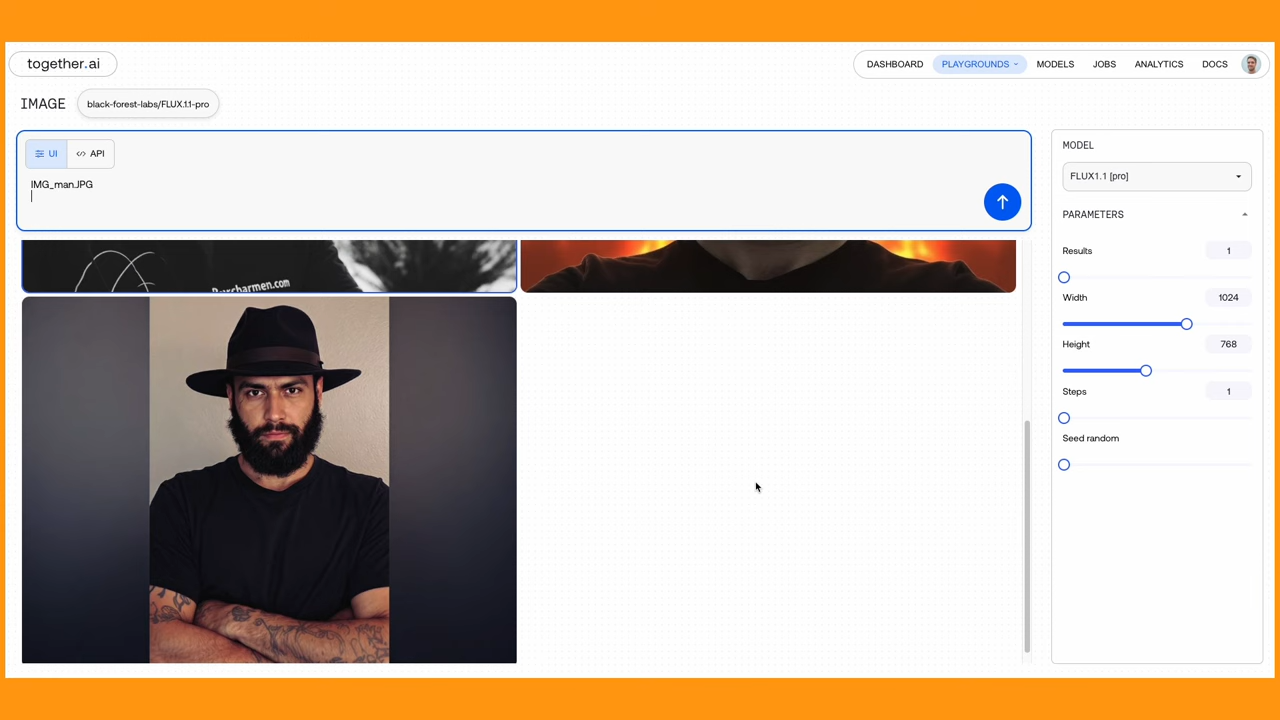 together.ai
DASHBOARD PLAYGROUNDS MODELS JOBS ANALYTICS DOCS
IMAGE black-forest-labs/FLUX.1.1-pro
UI API
IMG_man.JPG
MODEL
FLUX1.1 [pro]
PARAMETERS
Results 1
Width 1024
Height 768
Steps 1
Seed random